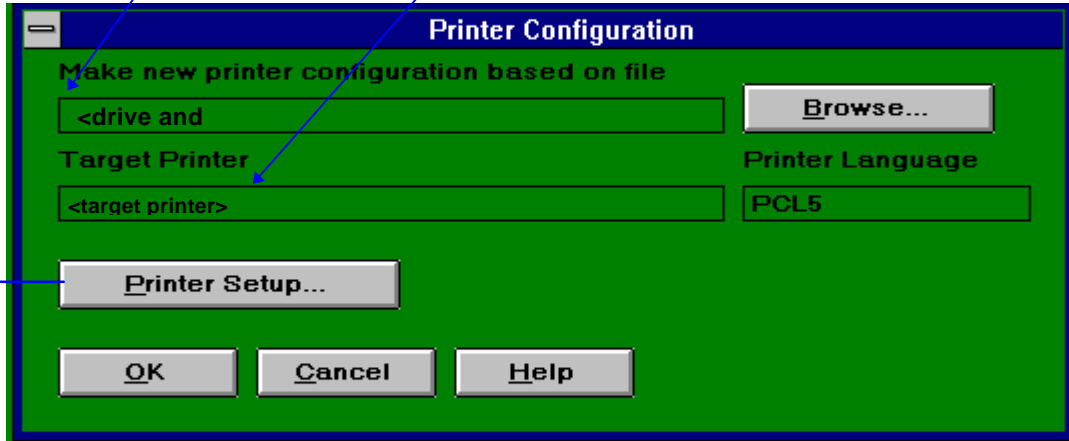 Printer Configuration
Make new printer configuration based on file
<drive and
Browse...
Target Printer
Printer Language
<target printer>
PCL5
Printer Setup...
OK Cancel Help